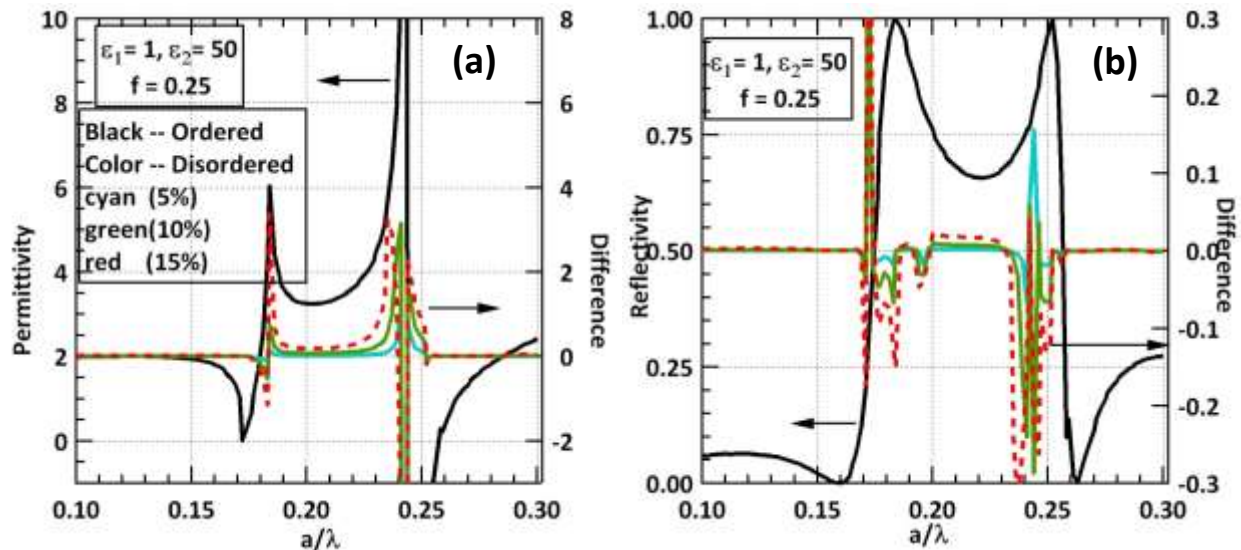 (a)
ε1= 1, ε2= 50
f = 0.25
Black -- Ordered
Color -- Disordered
cyan (5%)
green(10%)
red (15%)
Permittivity
10
8
6
4
2
0
Difference
8
6
4
2
0
-2
0.10
0.15
0.20
0.25
0.30
a/λ
(b)
ε1= 1, ε2= 50
f = 0.25
Reflectivity
1.00
0.75
0.50
0.25
0.00
Difference
0.3
0.2
0.1
0.0
-0.1
-0.2
-0.3
0.10
0.15
0.20
0.25
0.30
a/λ